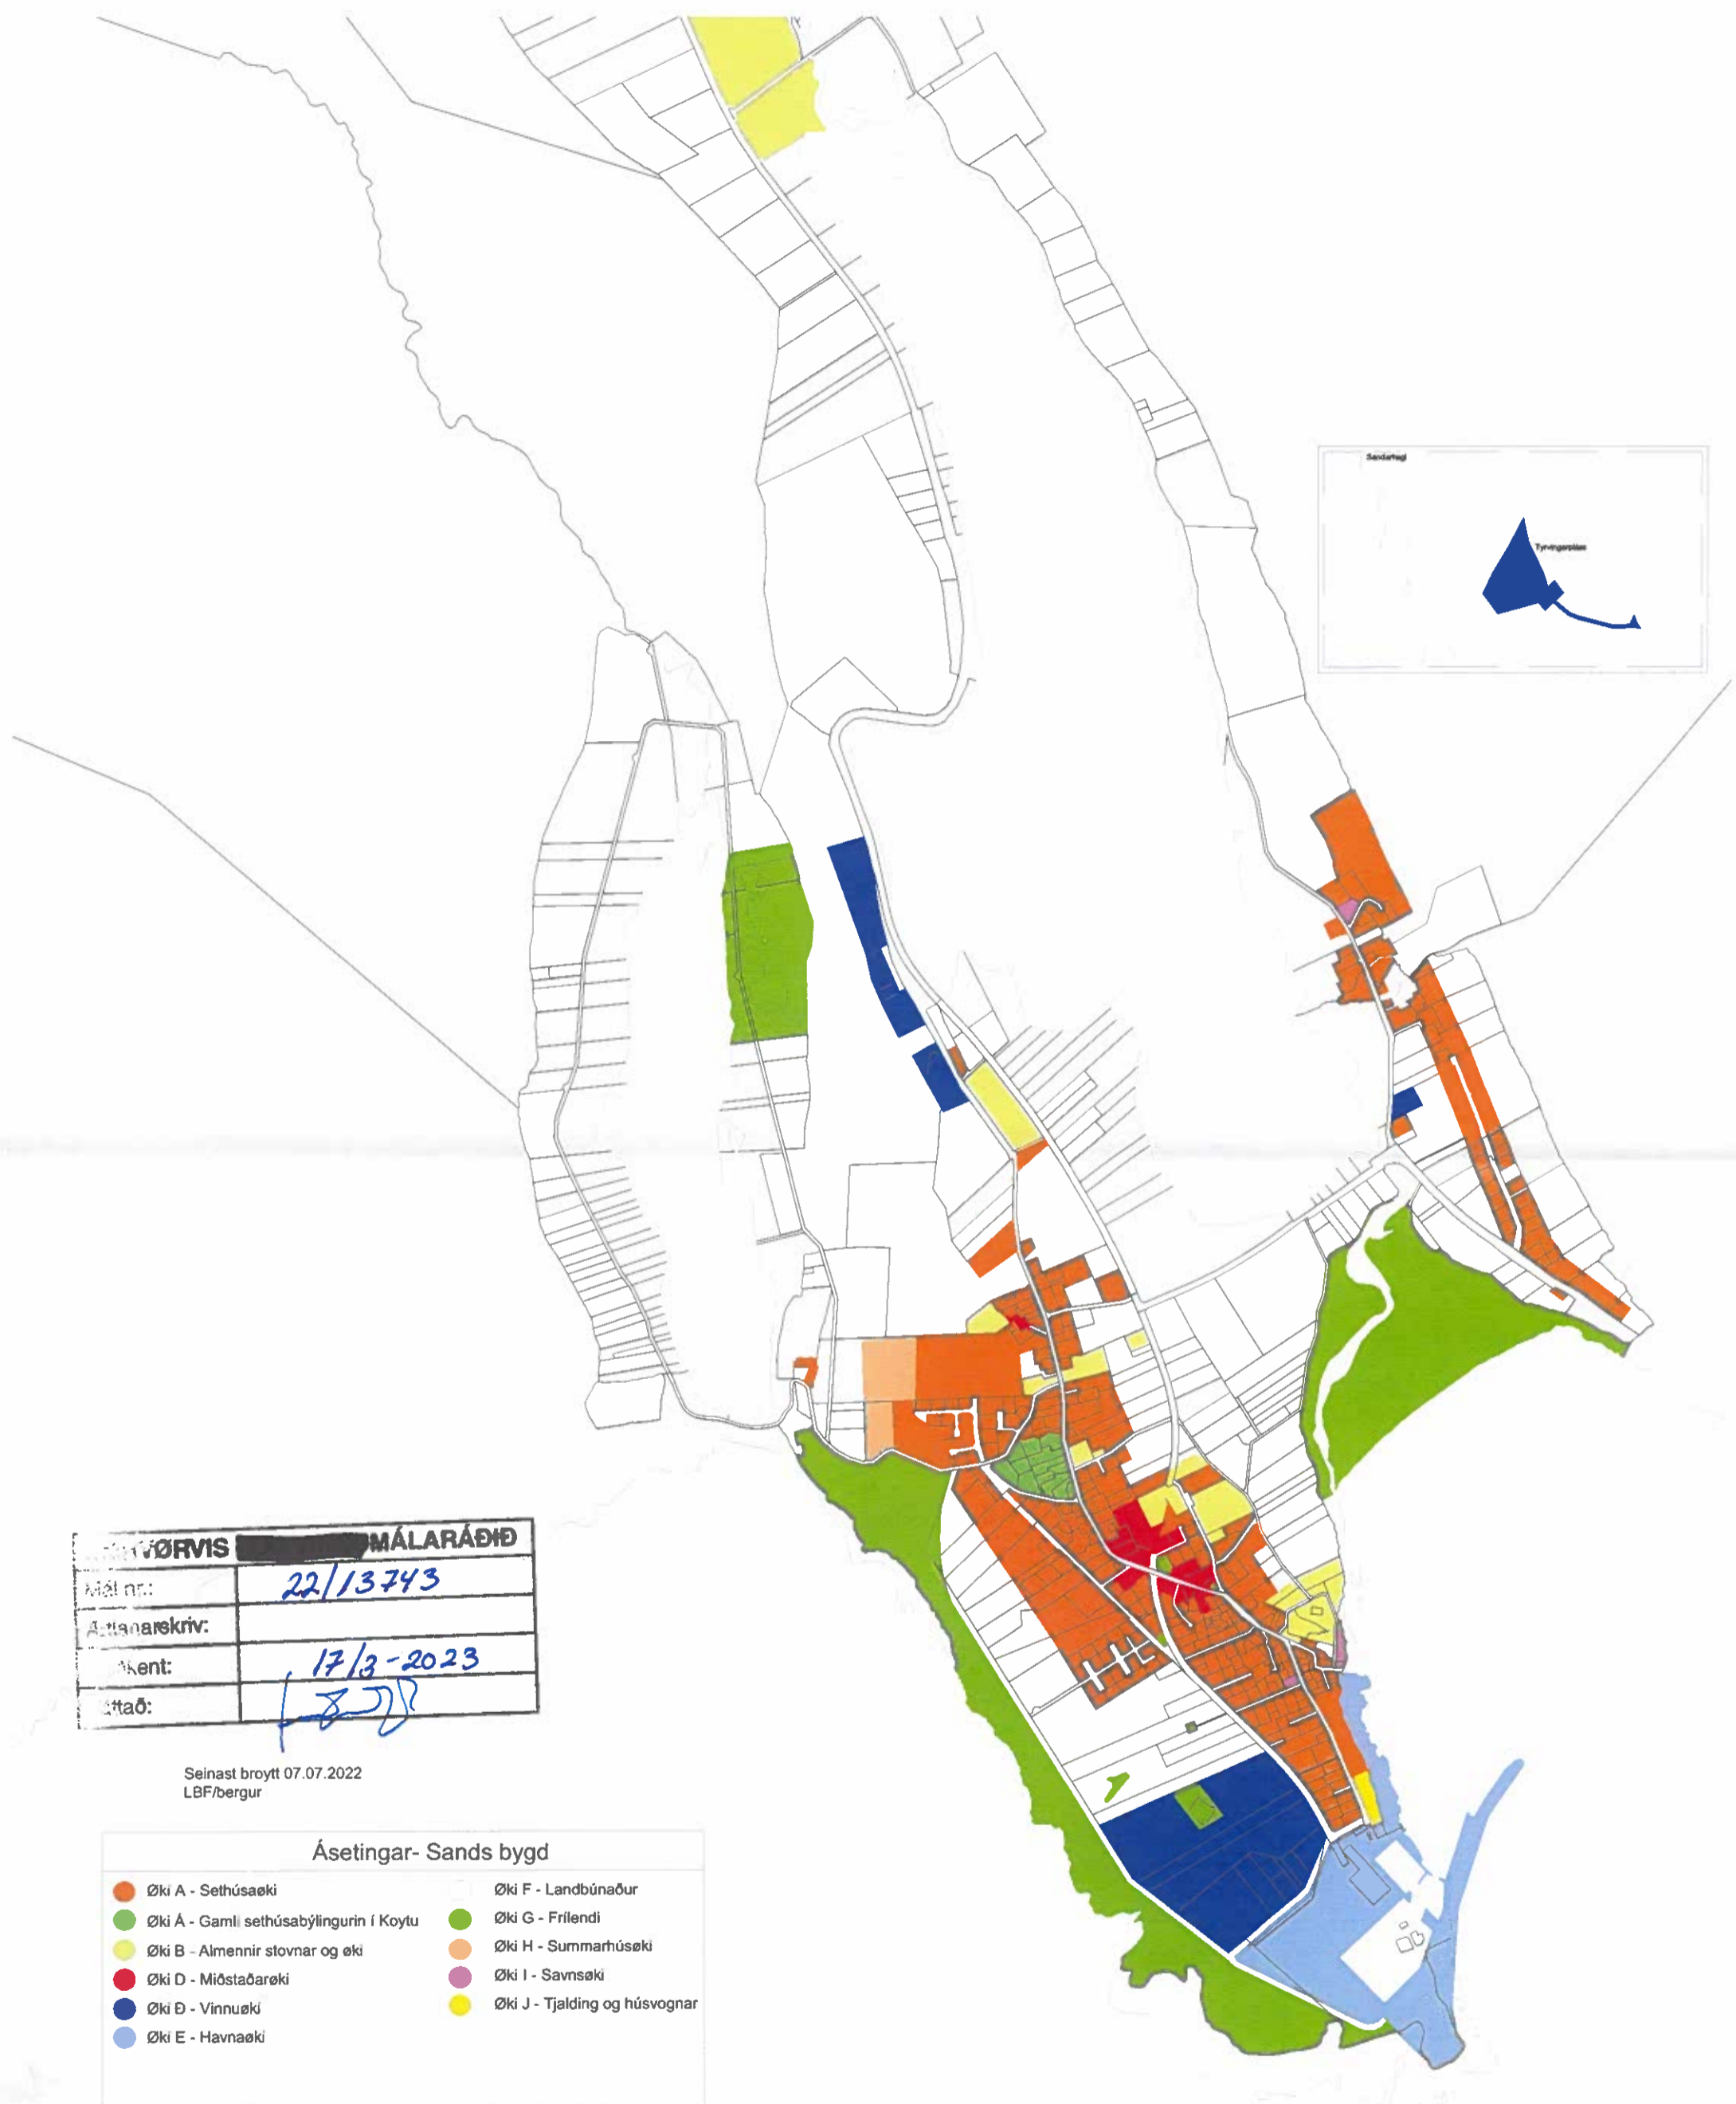 Sandarhagi
VØRVIS MÁLARÁÐIÐ
Mál nr.: 22/13743
17/3-2023
Seinast broytt 07.07.2022
LBF/bergur
Ásetingar- Sands bygd
Øki A - Sethúsaøki
Øki Á - Gamli sethúsabýlingurin í Koytu
Øki B - Almennir stovnar og øki
Øki D - Miðstaðarøki
Øki Ð - Vinnuøki
Øki E - Havnaøki
Øki F - Landbúnaður
Øki G - Frílendi
Øki H - Summarhúsøki
Øki I - Savnsøki
Øki J - Tjalding og húsvognar